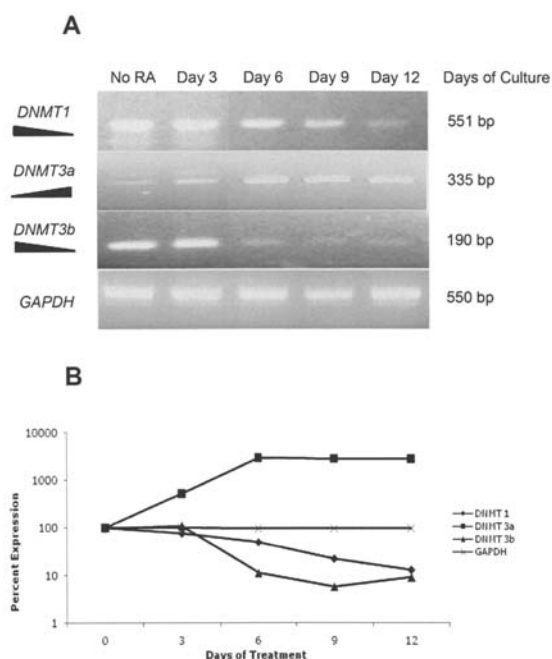 A
No RA Day 3 Day 6 Day 9 Day 12 Days of Culture
DNMT1 551 bp
DNMT3a 335 bp
DNMT3b 190 bp
GAPDH 550 bp
B
10000
1000
100
10
1
Percent Expression
0 3 6 9 12
Days of Treatment
DNMT 1
DNMT 3a
DNMT 3b
GAPDH